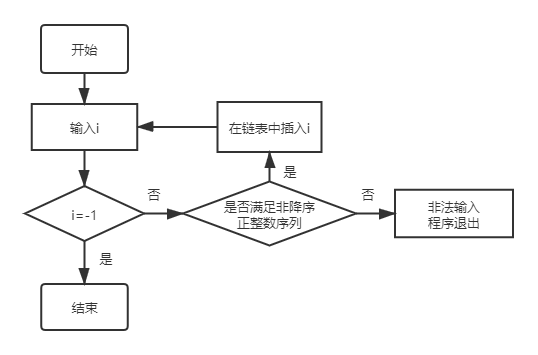 开始
输入i
在链表中插入i
是
i=-1
否
是否满足非降序
正整数序列
否
非法输入
程序退出
是
结束